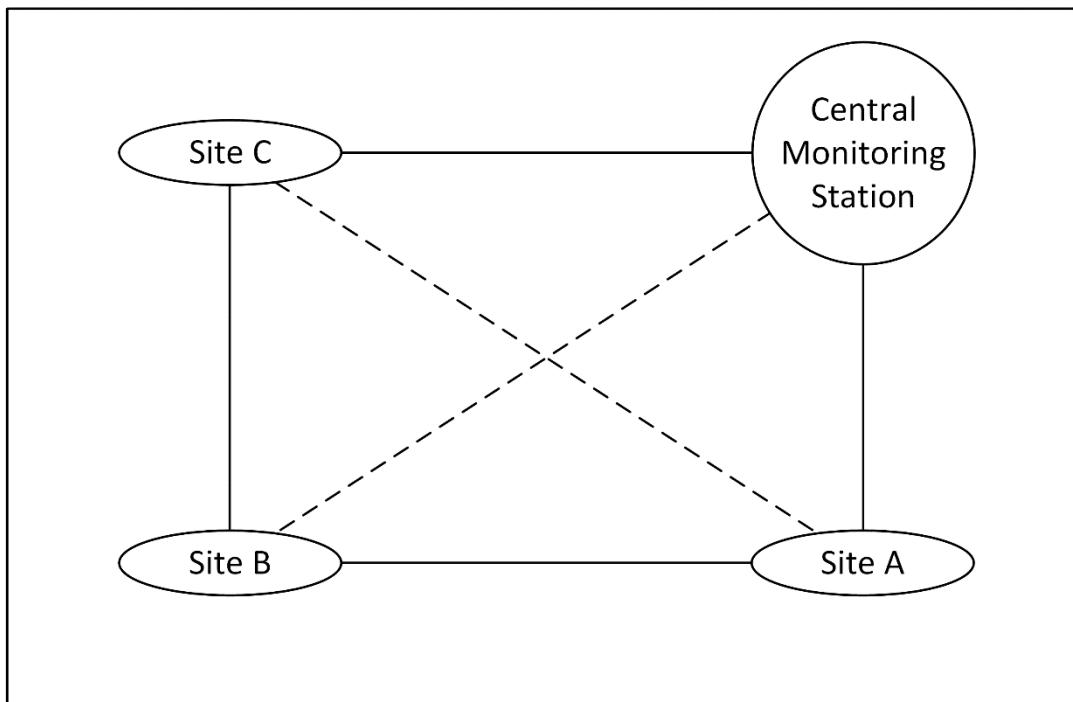 Site C
Central
Monitoring
Station
Site B
Site A